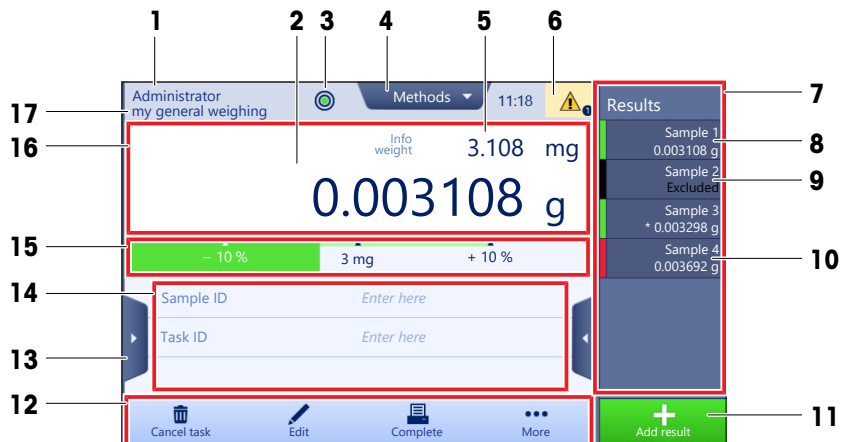 1
2
3
4
5
6
7
8
9
10
11
12
13
14
15
16
17
Administrator
my general weighing
Methods
11:18
1
Results
Info
weight
3.108 mg
0.003108 g
Sample 1
0.003108 g
Sample 2
Excluded
Sample 3
* 0.003298 g
Sample 4
0.003692 g
– 10 %
3 mg
+ 10 %
Sample ID
Enter here
Task ID
Enter here
Cancel task
Edit
Complete
More
Add result